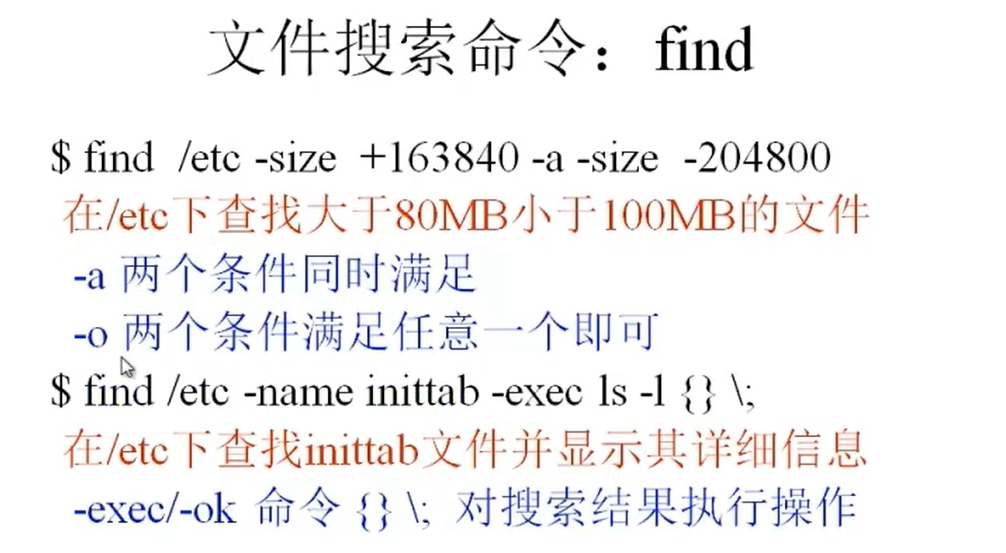 文件搜索命令：find
$ find /etc -size +163840 -a -size -204800
在/etc下查找大于80MB小于100MB的文件
-a 两个条件同时满足
-o 两个条件满足任意一个即可
$ find /etc -name inittab -exec ls -l {} \;
在/etc下查找inittab文件并显示其详细信息
-exec/-ok 命令 {} \; 对搜索结果执行操作